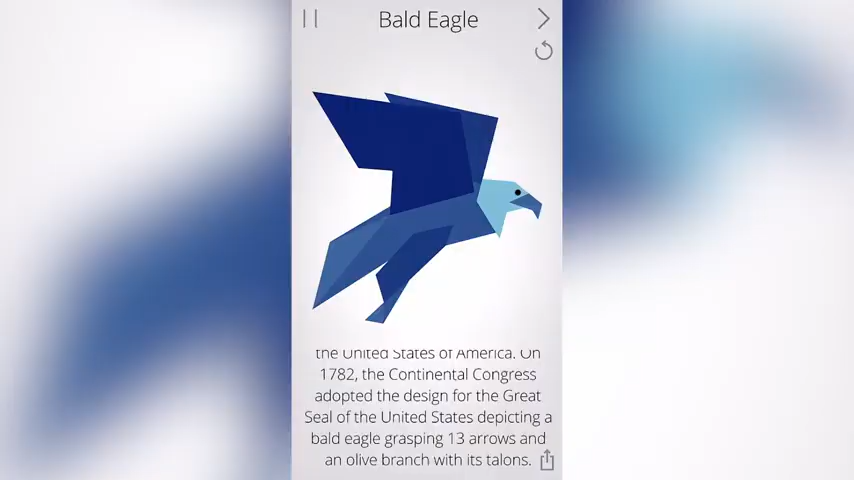 Bald Eagle
the United States of America. On
1782, the Continental Congress
adopted the design for the Great
Seal of the United States depicting a
bald eagle grasping 13 arrows and
an olive branch with its talons.